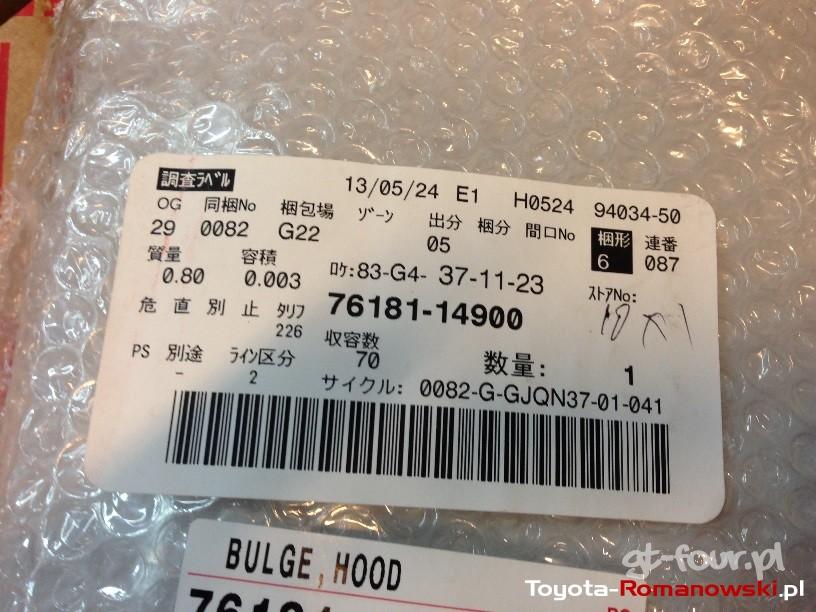 調査ﾗﾍﾞﾙ 13/05/24 E1 H0524 94034-50
OG 同梱No 梱包場 ｿﾞｰﾝ 出分 梱分 間口No 梱形 連番
29 0082 G22 05 6 087
質量 容積 ﾛｹ:83-G4- 37-11-23 ｽﾄｱNo:
0.80 0.003
危 直 別 止 ﾀﾘﾌ 76181-14900
226
PS 別途 ﾗｲﾝ区分 収容数 数量: 1
- 2 70
サイクル: 0082-G-GJQN37-01-041
BULGE, HOOD
gt-four.pl
Toyota-Romanowski.pl